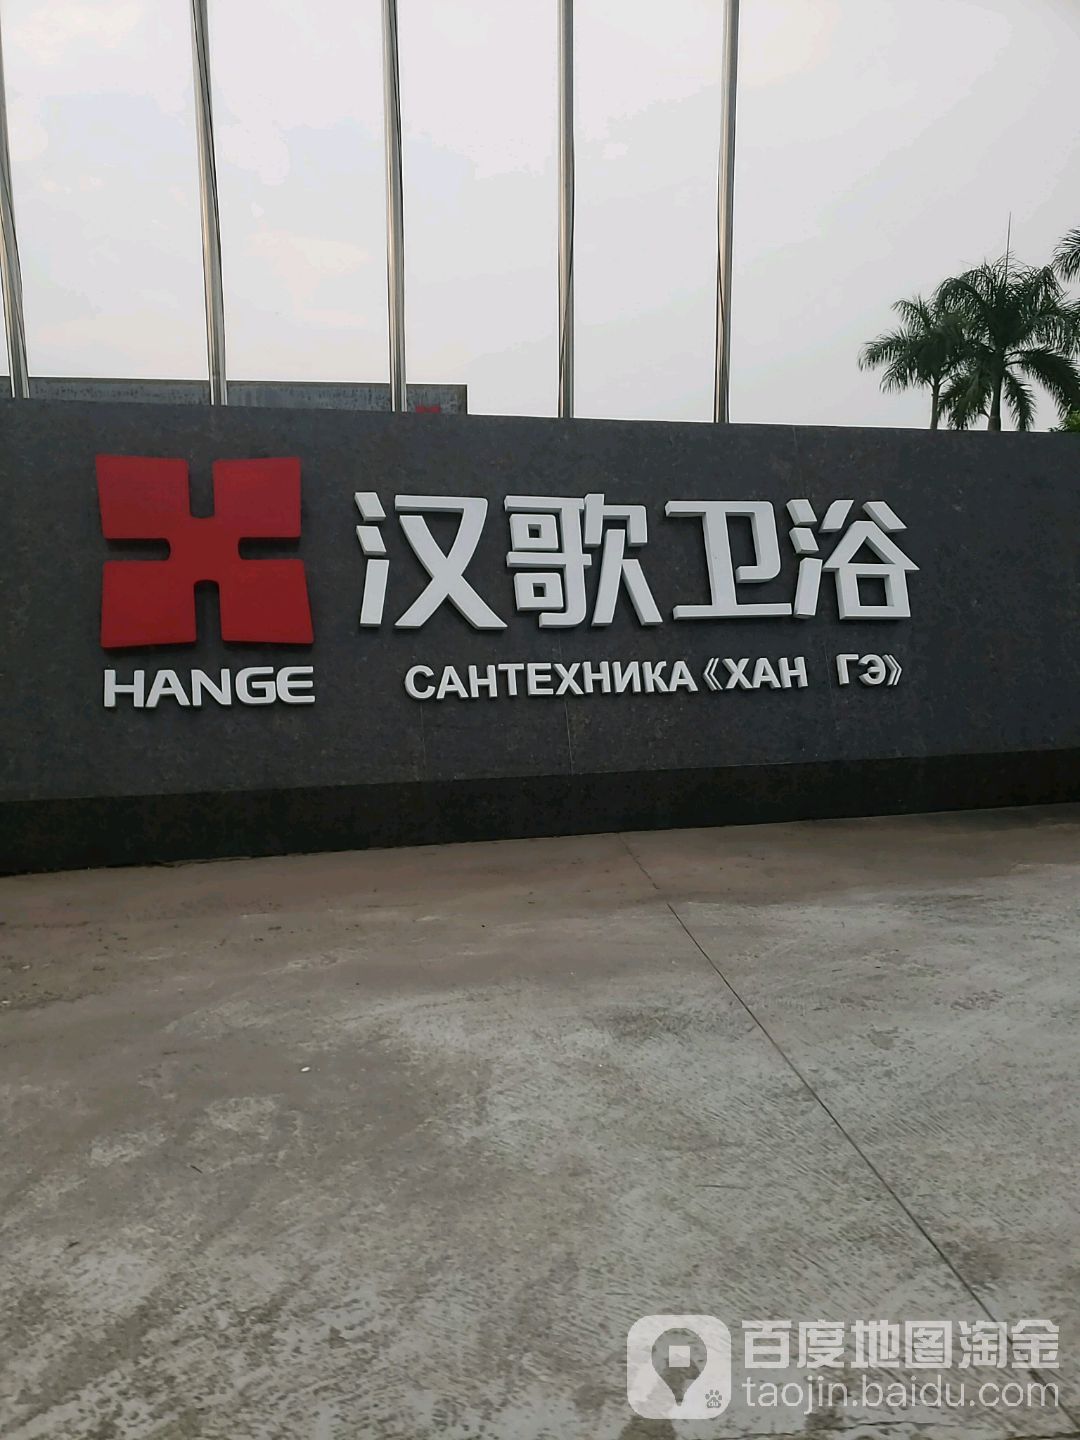 汉歌卫浴
HANGE
САНТЕХНИКА《ХАН ГЭ》
百度地图淘金
taojin.baidu.com